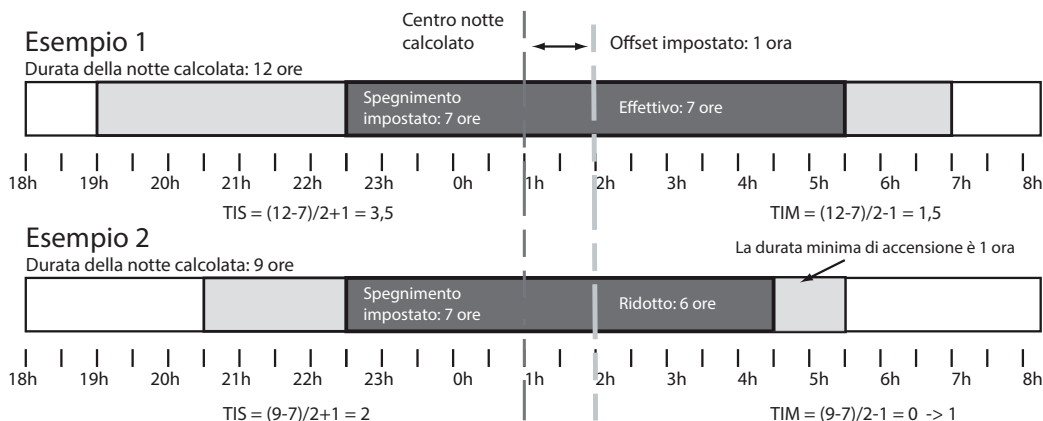 Centro notte
calcolato
Offset impostato: 1 ora
Esempio 1
Durata della notte calcolata: 12 ore
Spegnimento
impostato: 7 ore
Effettivo: 7 ore
18h 19h 20h 21h 22h 23h 0h 1h 2h 3h 4h 5h 6h 7h 8h
TIS = (12-7)/2+1 = 3,5
TIM = (12-7)/2-1 = 1,5
Esempio 2
Durata della notte calcolata: 9 ore
La durata minima di accensione è 1 ora
Spegnimento
impostato: 7 ore
Ridotto: 6 ore
18h 19h 20h 21h 22h 23h 0h 1h 2h 3h 4h 5h 6h 7h 8h
TIS = (9-7)/2+1 = 2
TIM = (9-7)/2-1 = 0 -> 1